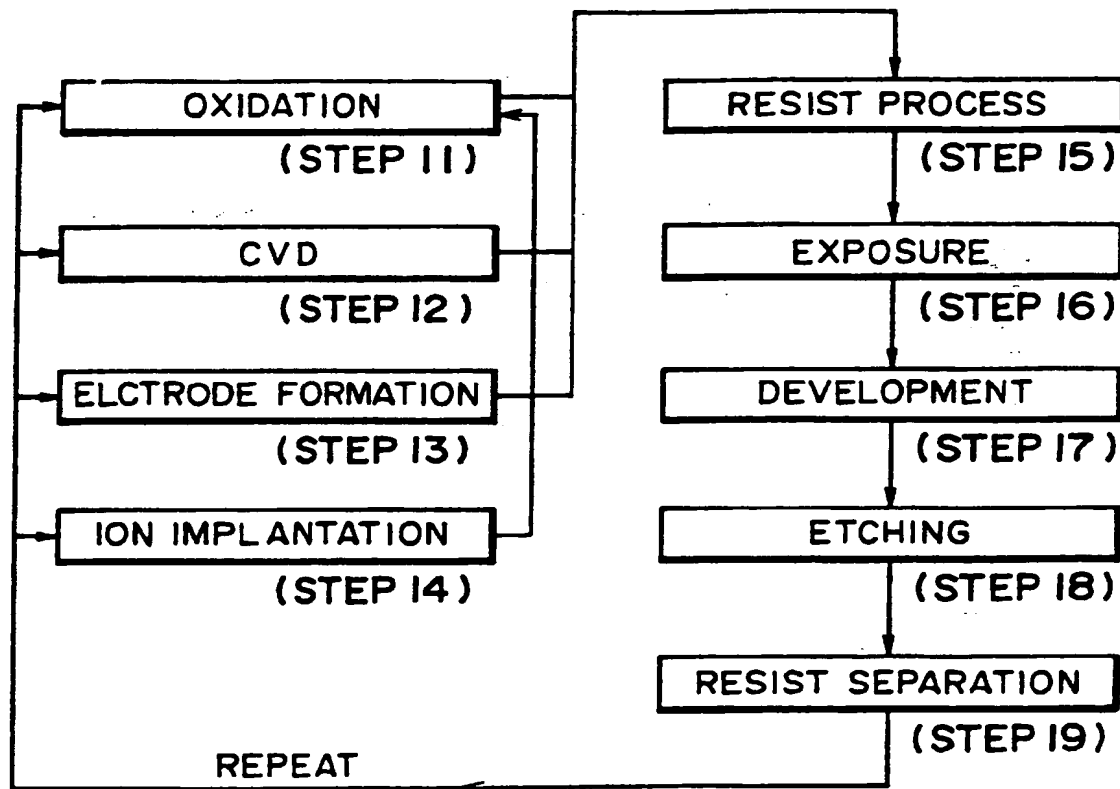 OXIDATION
(STEP 11)
CVD
(STEP 12)
ELCTRODE FORMATION
(STEP 13)
ION IMPLANTATION
(STEP 14)
REPEAT
RESIST PROCESS
(STEP 15)
EXPOSURE
(STEP 16)
DEVELOPMENT
(STEP 17)
ETCHING
(STEP 18)
RESIST SEPARATION
(STEP 19)